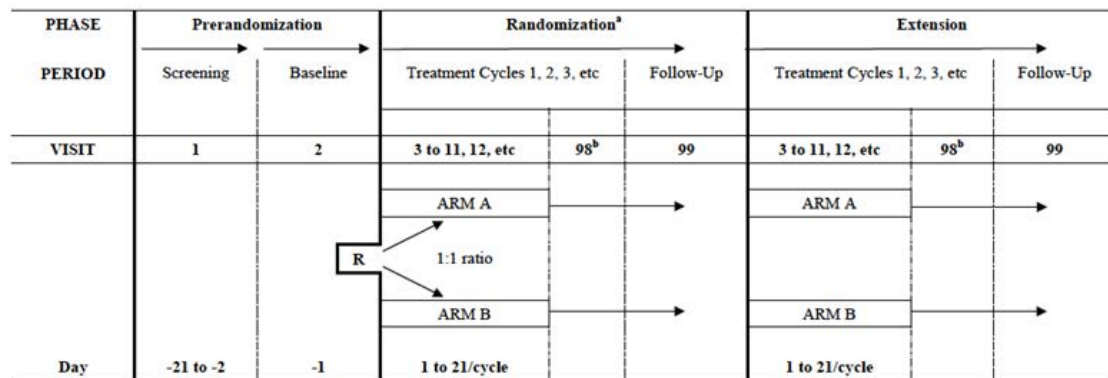 PHASE Prerandomization Randomizationᵃ Extension
PERIOD Screening Baseline Treatment Cycles 1, 2, 3, etc Follow-Up Treatment Cycles 1, 2, 3, etc Follow-Up
VISIT 1 2 3 to 11, 12, etc 98ᵇ 99 3 to 11, 12, etc 98ᵇ 99
ARM A ARM A
R 1:1 ratio
ARM B ARM B
Day -21 to -2 -1 1 to 21/cycle 1 to 21/cycle